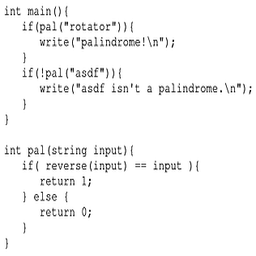 int main(){
   if(pal("rotator")){
      write("palindrome!\n");
   }
   if(!pal("asdf")){
      write("asdf isn't a palindrome.\n");
   }
}

int pal(string input){
   if( reverse(input) == input ){
      return 1;
   } else {
      return 0;
   }
}